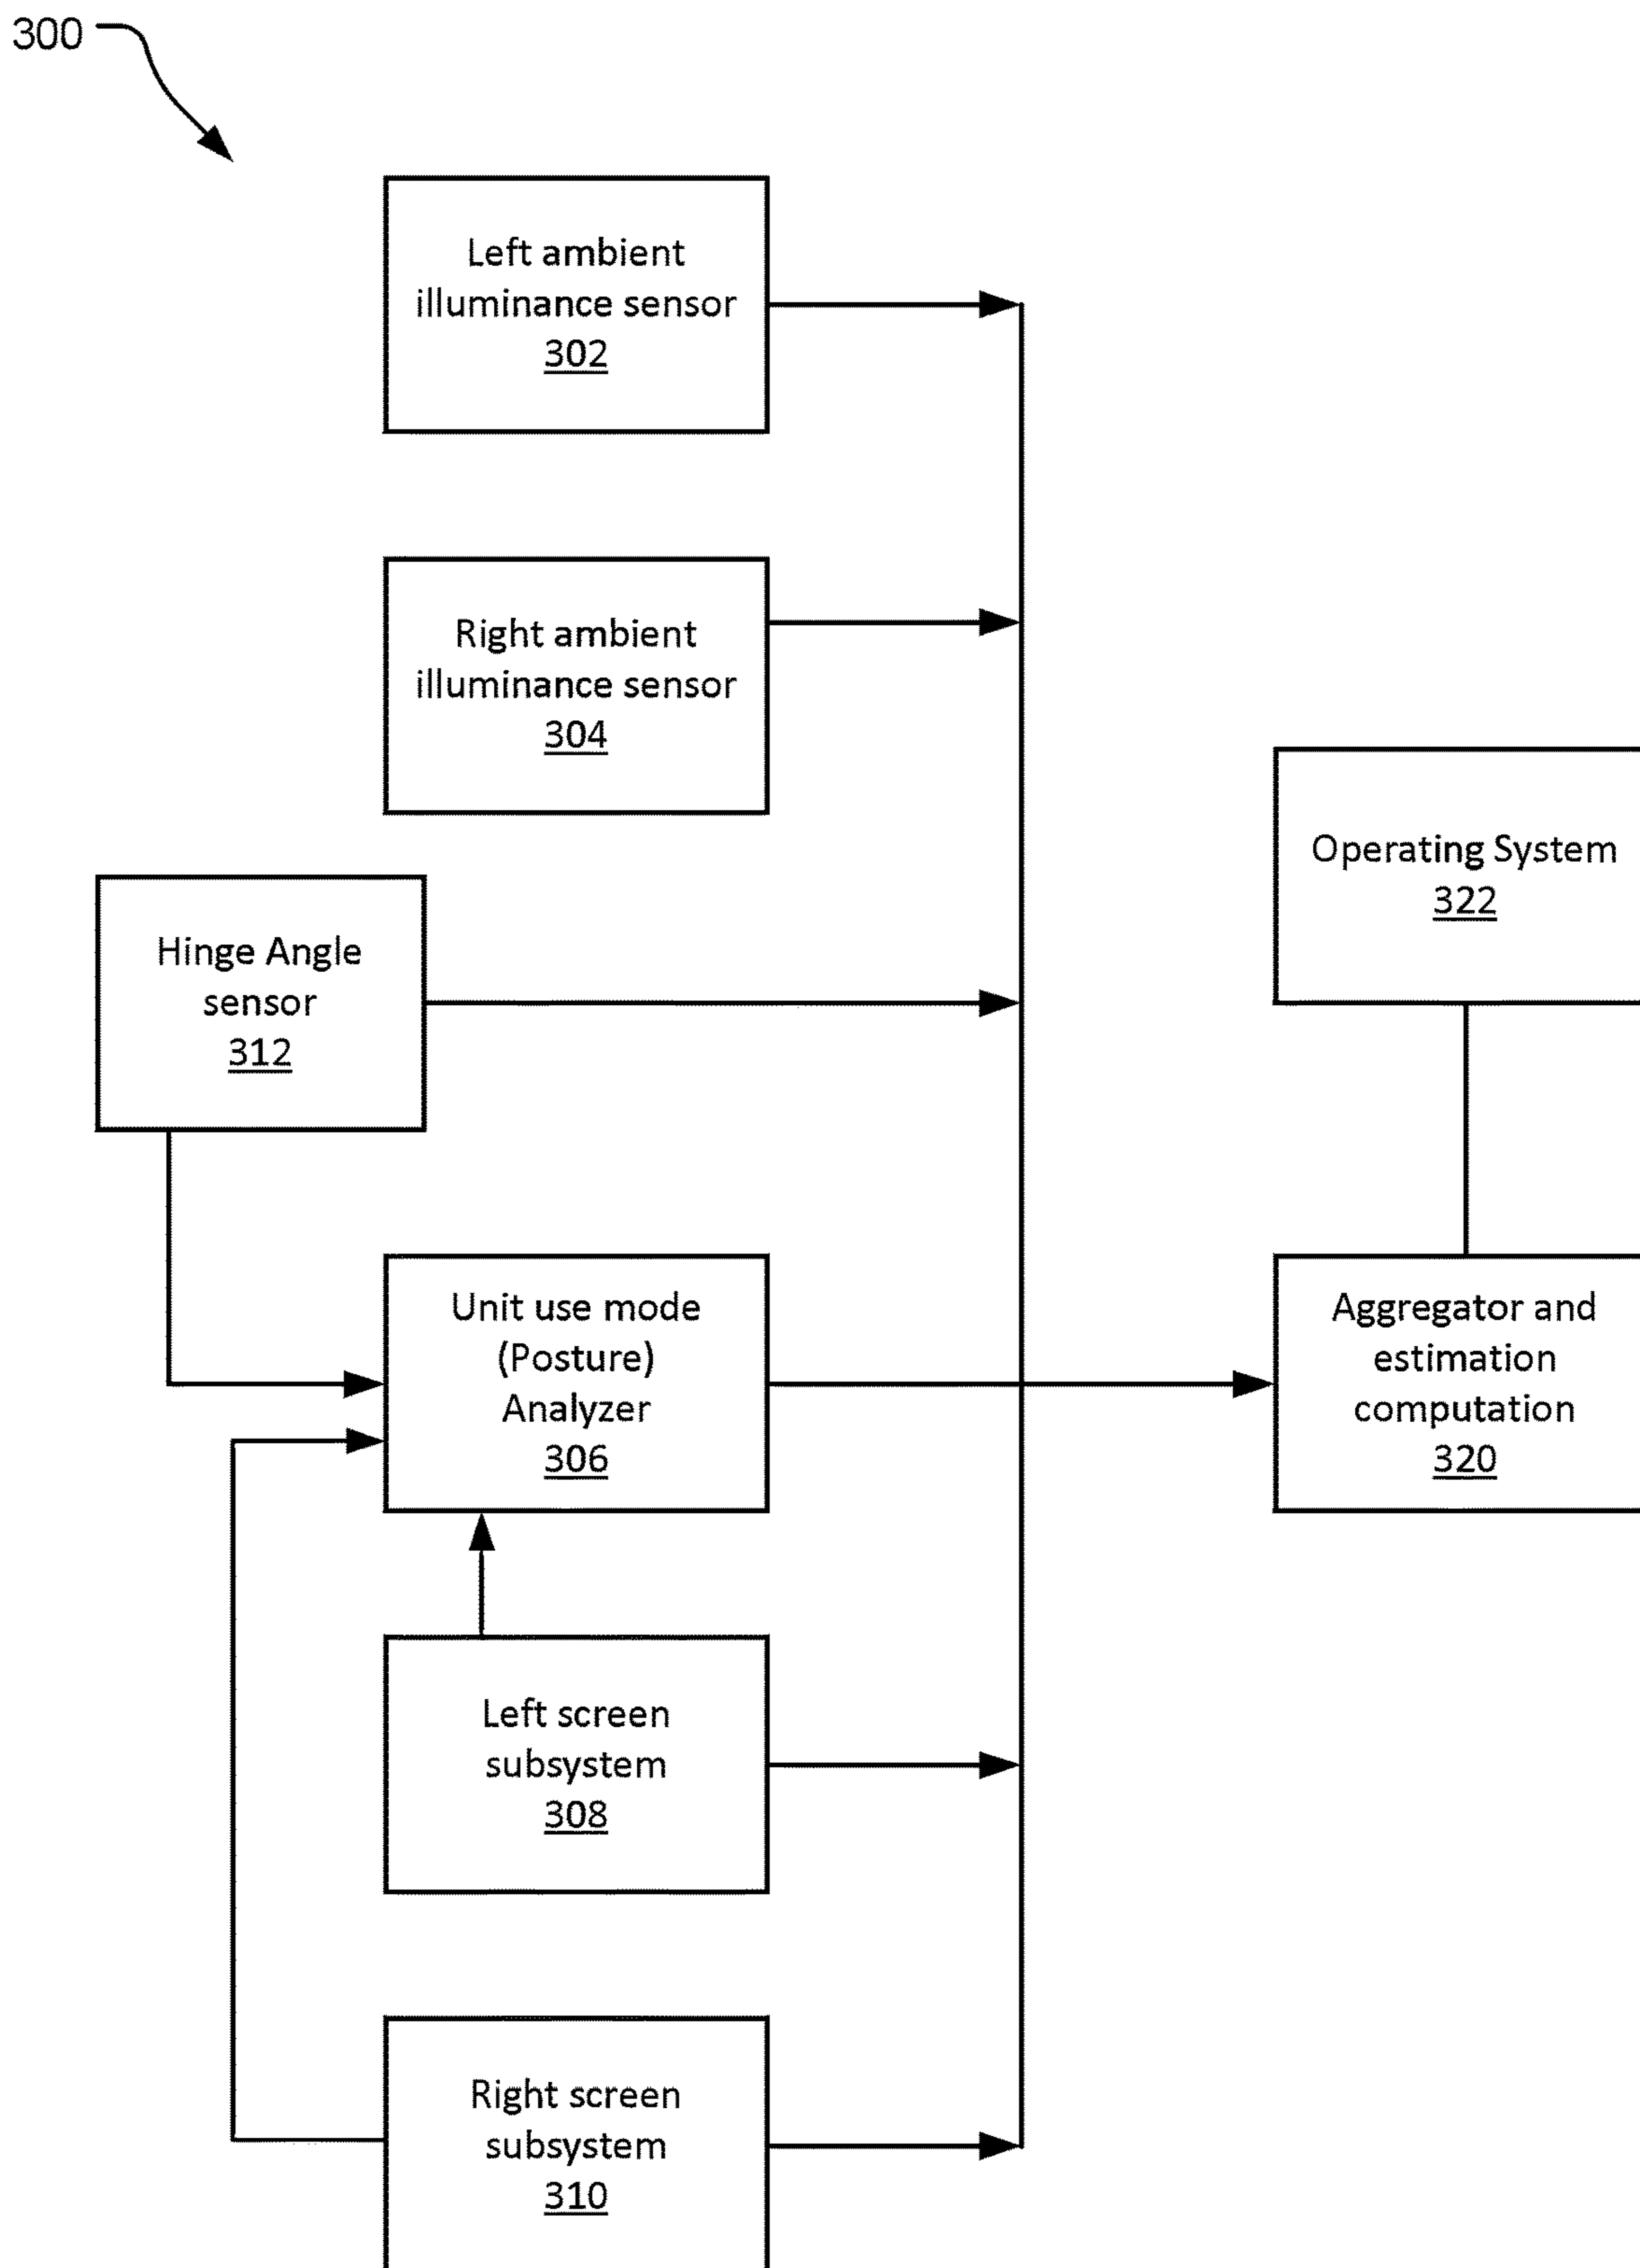 300
Left ambient
illuminance sensor
302
Right ambient
illuminance sensor
304
Operating System
322
Hinge Angle
sensor
312
Unit use mode
(Posture)
Analyzer
306
Aggregator and
estimation
computation
320
Left screen
subsystem
308
Right screen
subsystem
310